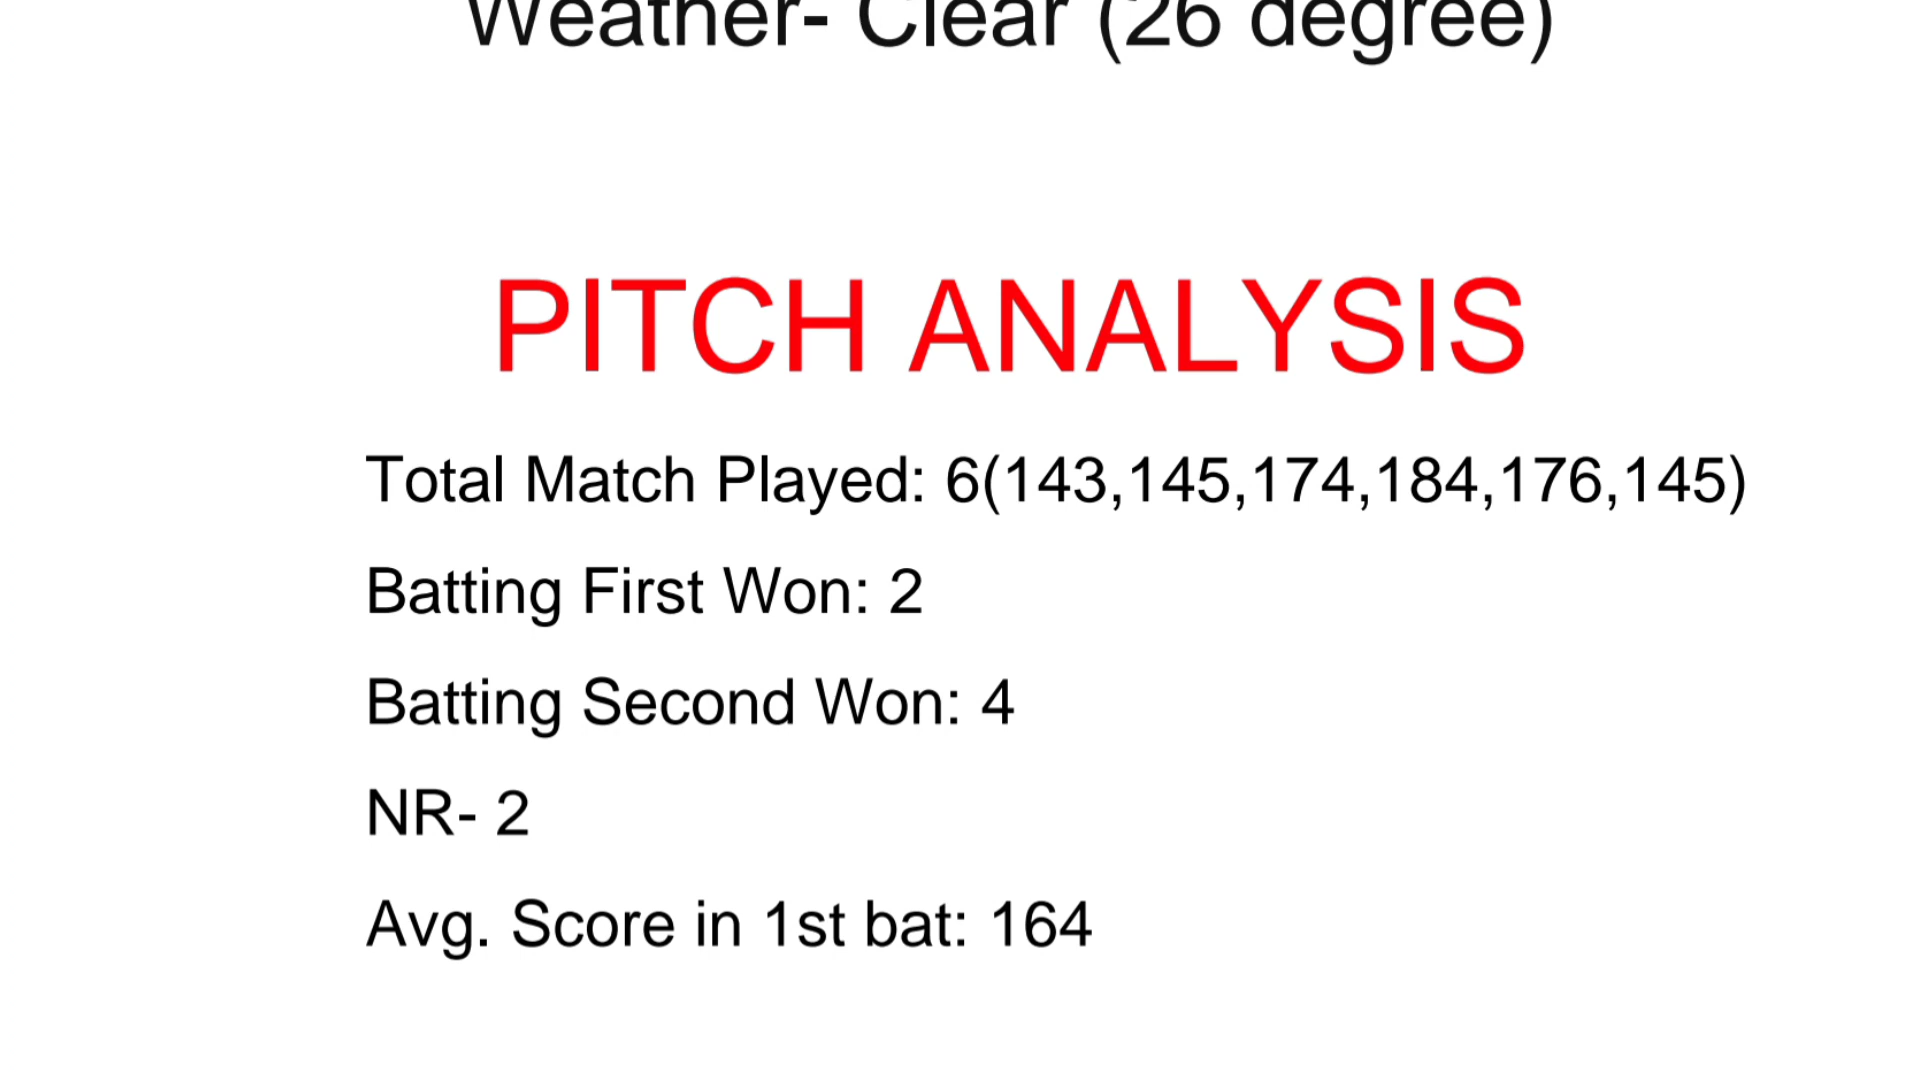 Weather- Clear (26 degree)
PITCH ANALYSIS
Total Match Played: 6(143,145,174,184,176,145)
Batting First Won: 2
Batting Second Won: 4
NR- 2
Avg. Score in 1st bat: 164